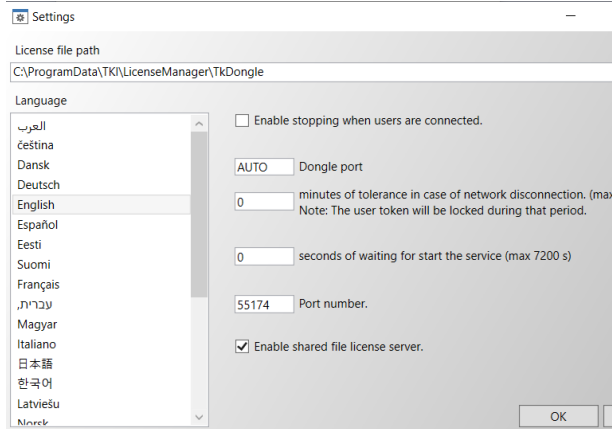 Settings
License file path
C:\ProgramData\TKI\LicenseManager\TkDongle
Language
العرب
čeština
Dansk
Deutsch
English
Español
Eesti
Suomi
Français
עברית,
Magyar
Italiano
日本語
한국어
Latviešu
Norsk
Enable stopping when users are connected.
AUTO Dongle port
0 minutes of tolerance in case of network disconnection. (max
Note: The user token will be locked during that period.
0 seconds of waiting for start the service (max 7200 s)
55174 Port number.
Enable shared file license server.
OK